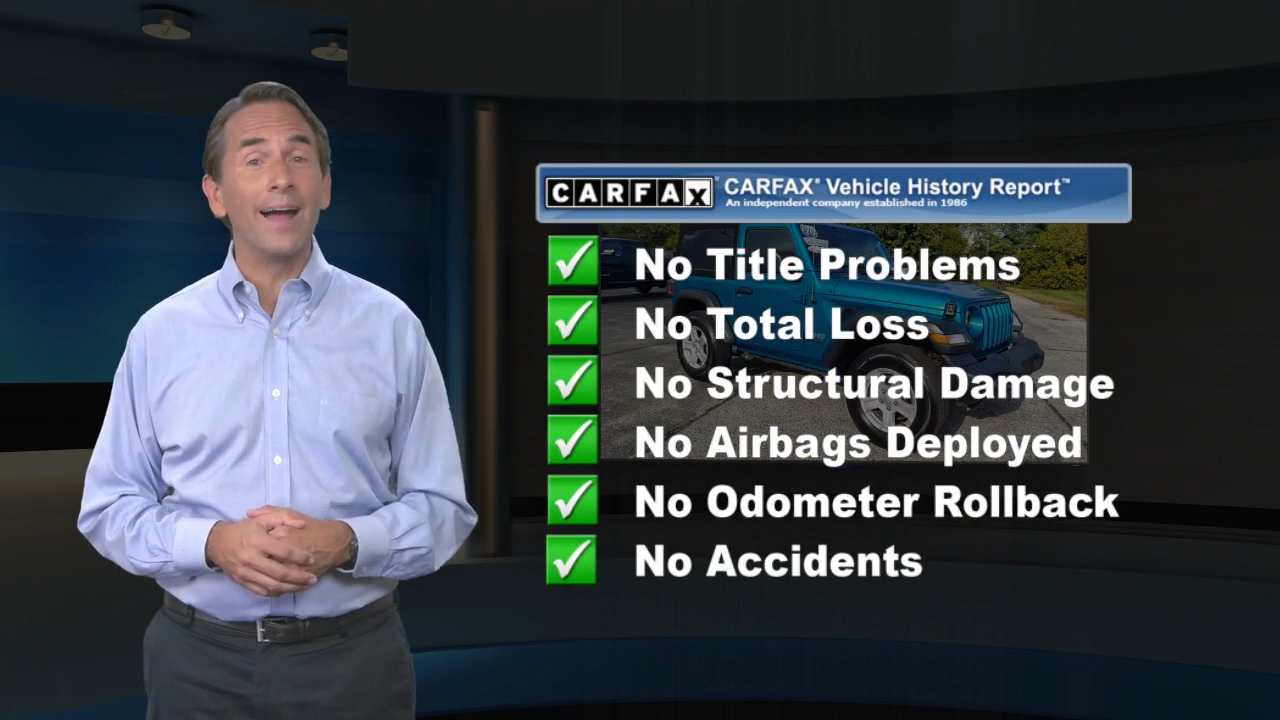 CARFAX® CARFAX® Vehicle History Report™
An independent company established in 1986
No Title Problems
No Total Loss
No Structural Damage
No Airbags Deployed
No Odometer Rollback
No Accidents